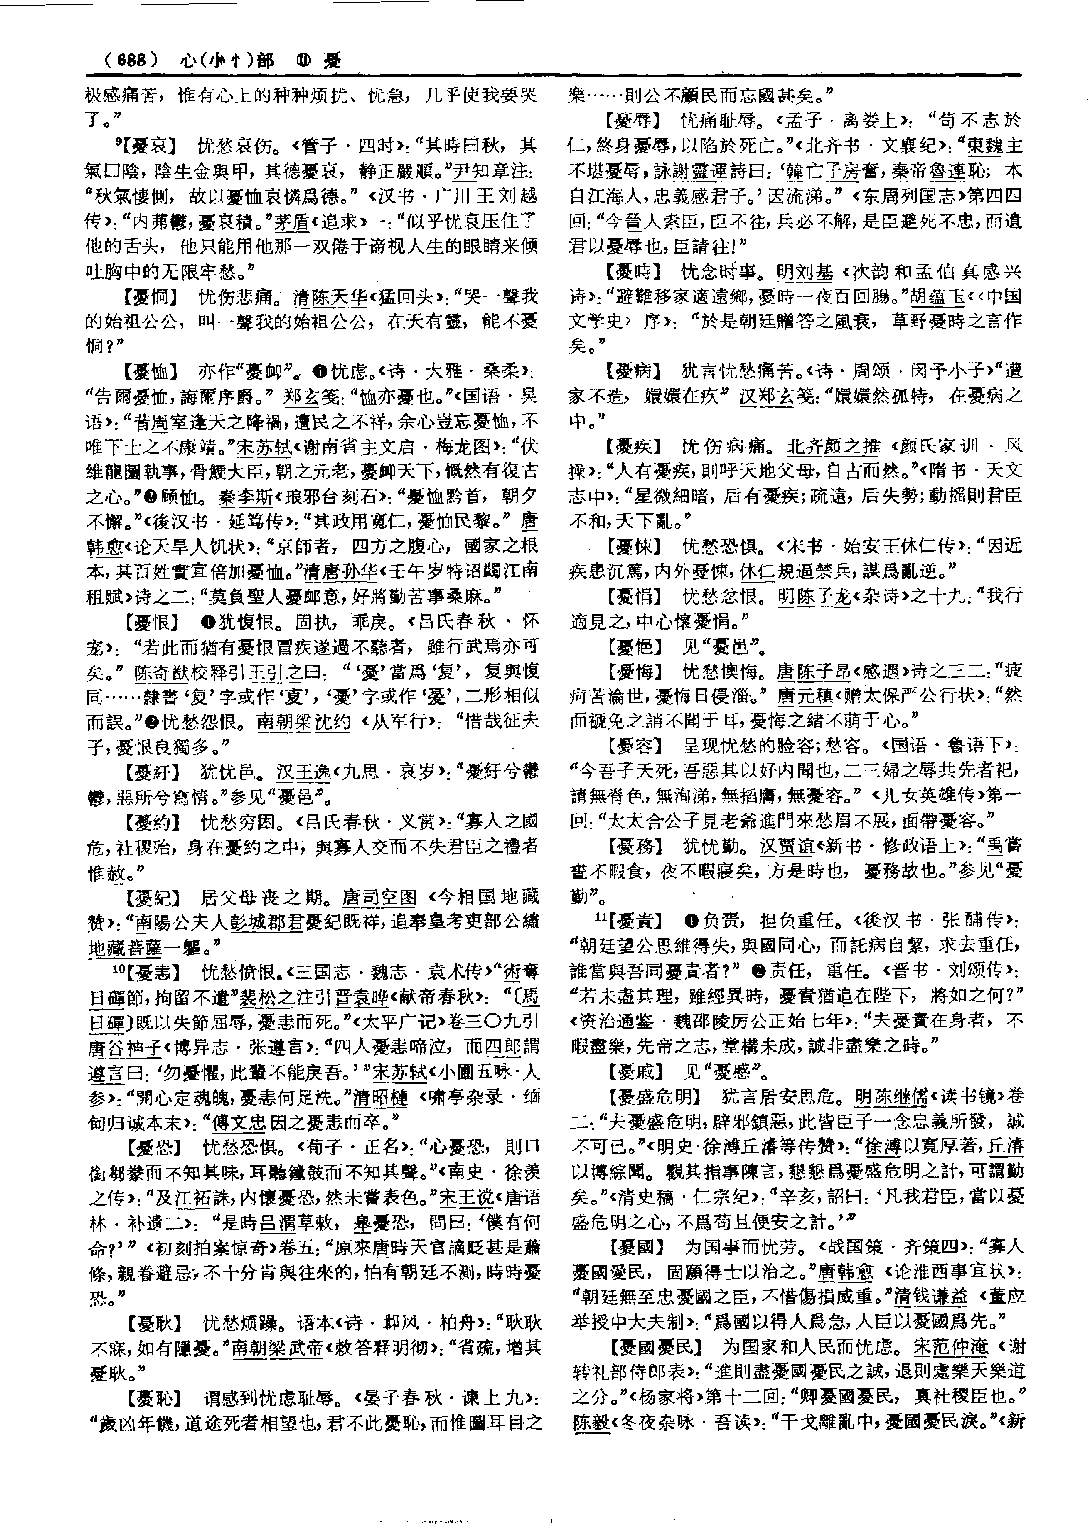 (688) 心(小忄)部 ⑪ 憂
极感痛苦，惟有心上的种种烦扰、忧急，几乎使我要哭
了。”
9【憂哀】 忧愁哀伤。《管子·四时》：“其時曰秋，其
氣曰陰，陰生金與甲，其德憂哀，静正嚴順。”尹知章注：
“秋氣悽惻，故以憂恤哀憐爲德。”《汉书·广川王刘越
传》：“内茀鬱，憂哀積。”茅盾《追求》一：“似乎忧哀压住了
他的舌头，他只能用他那一双倦于谛视人生的眼睛来倾
吐胸中的无限牢愁。”
【憂恫】 忧伤悲痛。清陈天华《猛回头》：“哭一聲我
的始祖公公，叫一聲我的始祖公公，在天有靈，能不憂
恫？”
【憂恤】 亦作“憂卹”。❶忧虑。《诗·大雅·桑柔》：
“告爾憂恤，誨爾序爵。”郑玄笺：“恤亦憂也。”《国语·吴
语》：“昔周室逢天之降禍，遭民之不祥，余心豈忘憂恤，不
唯下土之不康靖。”宋苏轼《谢南省主文启·梅龙图》：“伏
维龍圖執事，骨鯁大臣，朝之元老，憂卹天下，慨然有復古
之心。”❷顾恤。秦李斯《琅邪台刻石》：“憂恤黔首，朝夕
不懈。”《後汉书·延笃传》：“其政用寬仁，憂恤民黎。”唐
韩愈《论天旱人饥状》：“京師者，四方之腹心，國家之根
本，其百姓實宜倍加憂恤。”清唐孙华《壬午岁特诏蠲江南
租赋》诗之二：“莫負聖人憂卹意，好將勤苦事桑麻。”
【憂恨】 ❶犹愎恨。固执，乖戾。《吕氏春秋·怀
宠》：“若此而猶有憂恨冒疾遂過不聽者，雖行武焉亦可
矣。”陈奇猷校释引王引之曰：“‘憂’當爲‘复’，复與愎
同……隸書‘复’字或作‘夏’，‘憂’字或作‘憂’，二形相似
而誤。”❷忧愁怨恨。南朝梁沈约《从军行》：“惜哉征夫
子，憂恨良獨多。”
【憂紆】 犹忧邑。汉王逸《九思·哀岁》：“憂紆兮鬱
鬱，惡所兮寫情。”参见“憂邑”。
【憂約】 忧愁穷困。《吕氏春秋·义赏》：“寡人之國
危，社稷殆，身在憂約之中，與寡人交而不失君臣之禮者
惟赦。”
【憂紀】 居父母丧之期。唐司空图《今相国地藏
赞》：“南陽公夫人彭城郡君憂紀既祥，追奉皇考吏部公繪
地藏菩薩一軀。”
10【憂恚】 忧愁愤恨。《三国志·魏志·袁术传》“術奪
日磾節，拘留不遣”裴松之注引晋袁晔《献帝春秋》：“〔馬
日磾〕既以失節屈辱，憂恚而死。”《太平广记》卷三〇九引
唐谷神子《博异志·张遵言》：“四人憂恚啼泣，而四郎謂
遵言曰：‘勿憂懼，此輩不能戾吾。’”宋苏轼《小圃五咏·人
参》：“開心定魂魄，憂恚何足洗。”清昭槤《啸亭杂录·缅
甸归诚本末》：“傅文忠因之憂恚而卒。”
【憂恐】 忧愁恐惧。《荀子·正名》：“心憂恐，則口
銜芻豢而不知其味，耳聽鐘鼓而不知其聲。”《南史·徐羡
之传》：“及江祏誅，内懷憂恐，然未嘗表色。”宋王谠《唐语
林·补遗二》：“是時吕渭草敕，皋憂恐，問曰：‘僕有何
命？’”《初刻拍案惊奇》卷五：“原來唐時天官謫貶甚是蕭
條，親眷避忌，不十分肯與往來的，怕有朝廷不測，時時憂
恐。”
【憂耿】 忧愁烦躁。语本《诗·邶风·柏舟》：“耿耿
不寐，如有隱憂。”南朝梁武帝《敕答释明彻》：“省疏，增其
憂耿。”
【憂恥】 谓感到忧虑耻辱。《晏子春秋·谏上九》：
“歲凶年饑，道途死者相望也，君不此憂恥，而惟圖耳目之
樂……則公不顧民而忘國甚矣。”
【憂辱】 忧痛耻辱。《孟子·离娄上》：“苟不志於
仁，終身憂辱，以陷於死亡。”《北齐书·文襄纪》：“東魏主
不堪憂辱，詠謝靈運詩曰：‘韓亡子房奮，秦帝魯連恥；本
自江海人，忠義感君子。’因流涕。”《东周列国志》第四四
回：“今晉人索臣，臣不往，兵必不解，是臣避死不忠，而遺
君以憂辱也，臣請往！”
【憂時】 忧念时事。明刘基《次韵和孟伯真感兴
诗》：“避難移家適遠鄉，憂時一夜百回腸。”胡蕴玉《〈中国
文学史〉序》：“於是朝廷贈答之風衰，草野憂時之言作
矣。”
【憂病】 犹言忧愁痛苦。《诗·周颂·闵予小子》“遭
家不造，嬛嬛在疚”汉郑玄笺：“嬛嬛然孤特，在憂病之
中。”
【憂疾】 忧伤病痛。北齐颜之推《颜氏家训·风
操》：“人有憂疾，則呼天地父母，自古而然。”《隋书·天文
志中》：“星微細暗，后有憂疾；疏遠，后失勢；動摇則君臣
不和，天下亂。”
【憂悚】 忧愁恐惧。《宋书·始安王休仁传》：“因近
疾患沉篤，内外憂悚，休仁規逼禁兵，謀爲亂逆。”
【憂悁】 忧愁忿恨。明陈子龙《杂诗》之十九：“我行
適見之，中心懷憂悁。”
【憂悒】 见“憂邑”。
【憂悔】 忧愁懊悔。唐陈子昂《感遇》诗之三二：“疲
疴苦淪世，憂悔日侵淄。”唐元稹《赠太保严公行状》：“然
而褫免之誚不聞于耳，憂悔之緒不萌于心。”
【憂容】 呈现忧愁的脸容；愁容。《国语·鲁语下》：
“今吾子夭死，吾惡其以好内聞也，二三婦之辱共先者祀，
請無瘠色，無洵涕，無搯膺，無憂容。”《儿女英雄传》第一
回：“太太合公子見老爺進門來愁眉不展，面帶憂容。”
【憂務】 犹忧勤。汉贾谊《新书·修政语上》：“禹嘗
晝不暇食，夜不暇寢矣，方是時也，憂務故也。”参见“憂
勤”。
11【憂責】 ❶负责，担负重任。《後汉书·张酺传》：
“朝廷望公思維得失，與國同心，而託病自絜，求去重任，
誰當與吾同憂責者？”❷责任，重任。《晋书·刘颂传》：
“若未盡其理，雖經異時，憂責猶追在陛下，將如之何？”
《资治通鉴·魏邵陵厉公正始七年》：“夫憂責在身者，不
暇盡樂，先帝之志，堂構未成，誠非盡樂之時。”
【憂戚】 见“憂慼”。
【憂盛危明】 犹言居安思危。明陈继儒《读书镜》卷
二：“夫憂盛危明，辟邪鎮惡，此皆臣子一念忠義所發，誠
不可己。”《明史·徐溥丘濬等传赞》：“徐溥以寬厚著，丘濬
以博綜聞。觀其指事陳言，懇懇爲憂盛危明之計，可謂勤
矣。”《清史稿·仁宗纪》：“辛亥，詔曰：‘凡我君臣，當以憂
盛危明之心，不爲苟且便安之計。’”
【憂國】 为国事而忧劳。《战国策·齐策四》：“寡人
憂國愛民，固願得士以治之。”唐韩愈《论淮西事宜状》：
“朝廷無至忠憂國之臣，不惜傷損威重。”清钱谦益《董应
举授中大夫制》：“爲國以得人爲急，人臣以憂國爲先。”
【憂國憂民】 为国家和人民而忧虑。宋范仲淹《谢
转礼部侍郎表》：“進則盡憂國憂民之誠，退則處樂天樂道
之分。”《杨家将》第十二回：“卿憂國憂民，真社稷臣也。”
陈毅《冬夜杂咏·吾读》：“干戈離亂中，憂國憂民淚。”《新